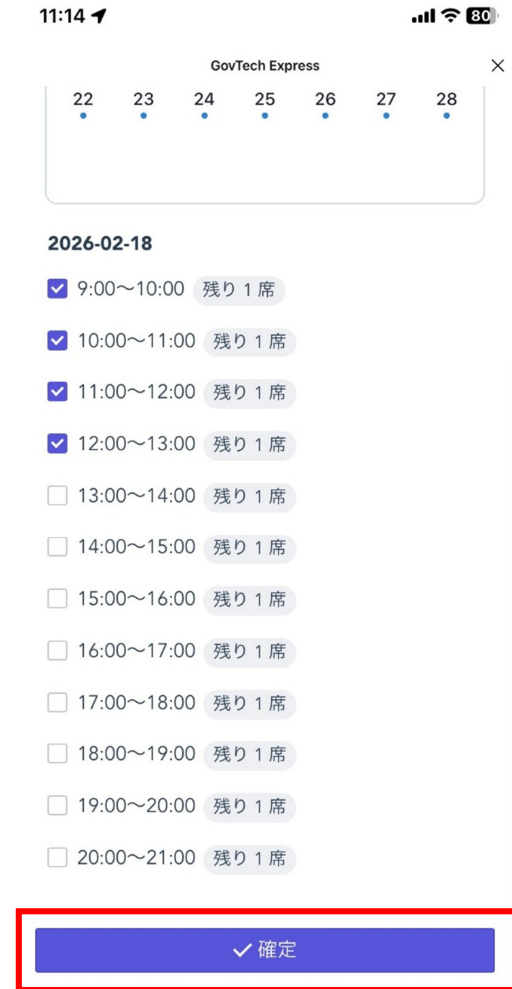 11:14
80
GovTech Express
22 23 24 25 26 27 28
2026-02-18
9:00～10:00 残り 1 席
10:00～11:00 残り 1 席
11:00～12:00 残り 1 席
12:00～13:00 残り 1 席
13:00～14:00 残り 1 席
14:00～15:00 残り 1 席
15:00～16:00 残り 1 席
16:00～17:00 残り 1 席
17:00～18:00 残り 1 席
18:00～19:00 残り 1 席
19:00～20:00 残り 1 席
20:00～21:00 残り 1 席
確定